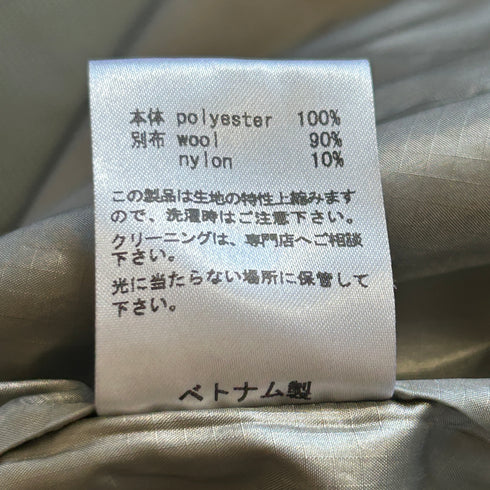 本体 polyester 100%
別布 wool 90%
nylon 10%
この製品は生地の特性上縮みます
ので、洗濯時はご注意下さい。
クリーニングは、専門店へご相談
下さい。
光に当たらない場所に保管して
下さい。
ベトナム製